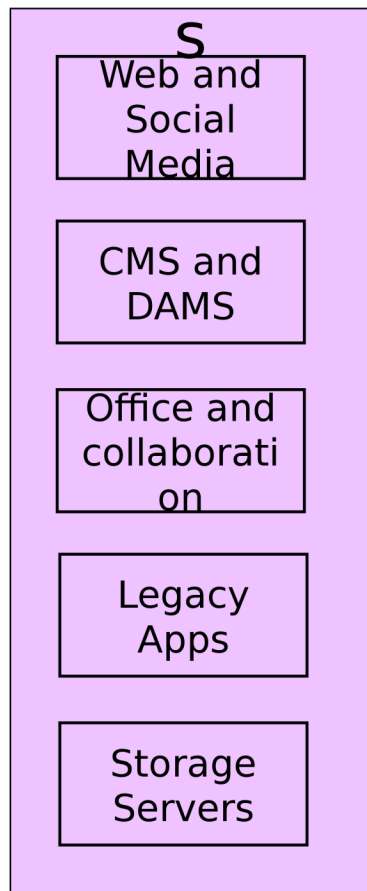 S
Web and
Social
Media
CMS and
DAMS
Office and
collaborati
on
Legacy
Apps
Storage
Servers